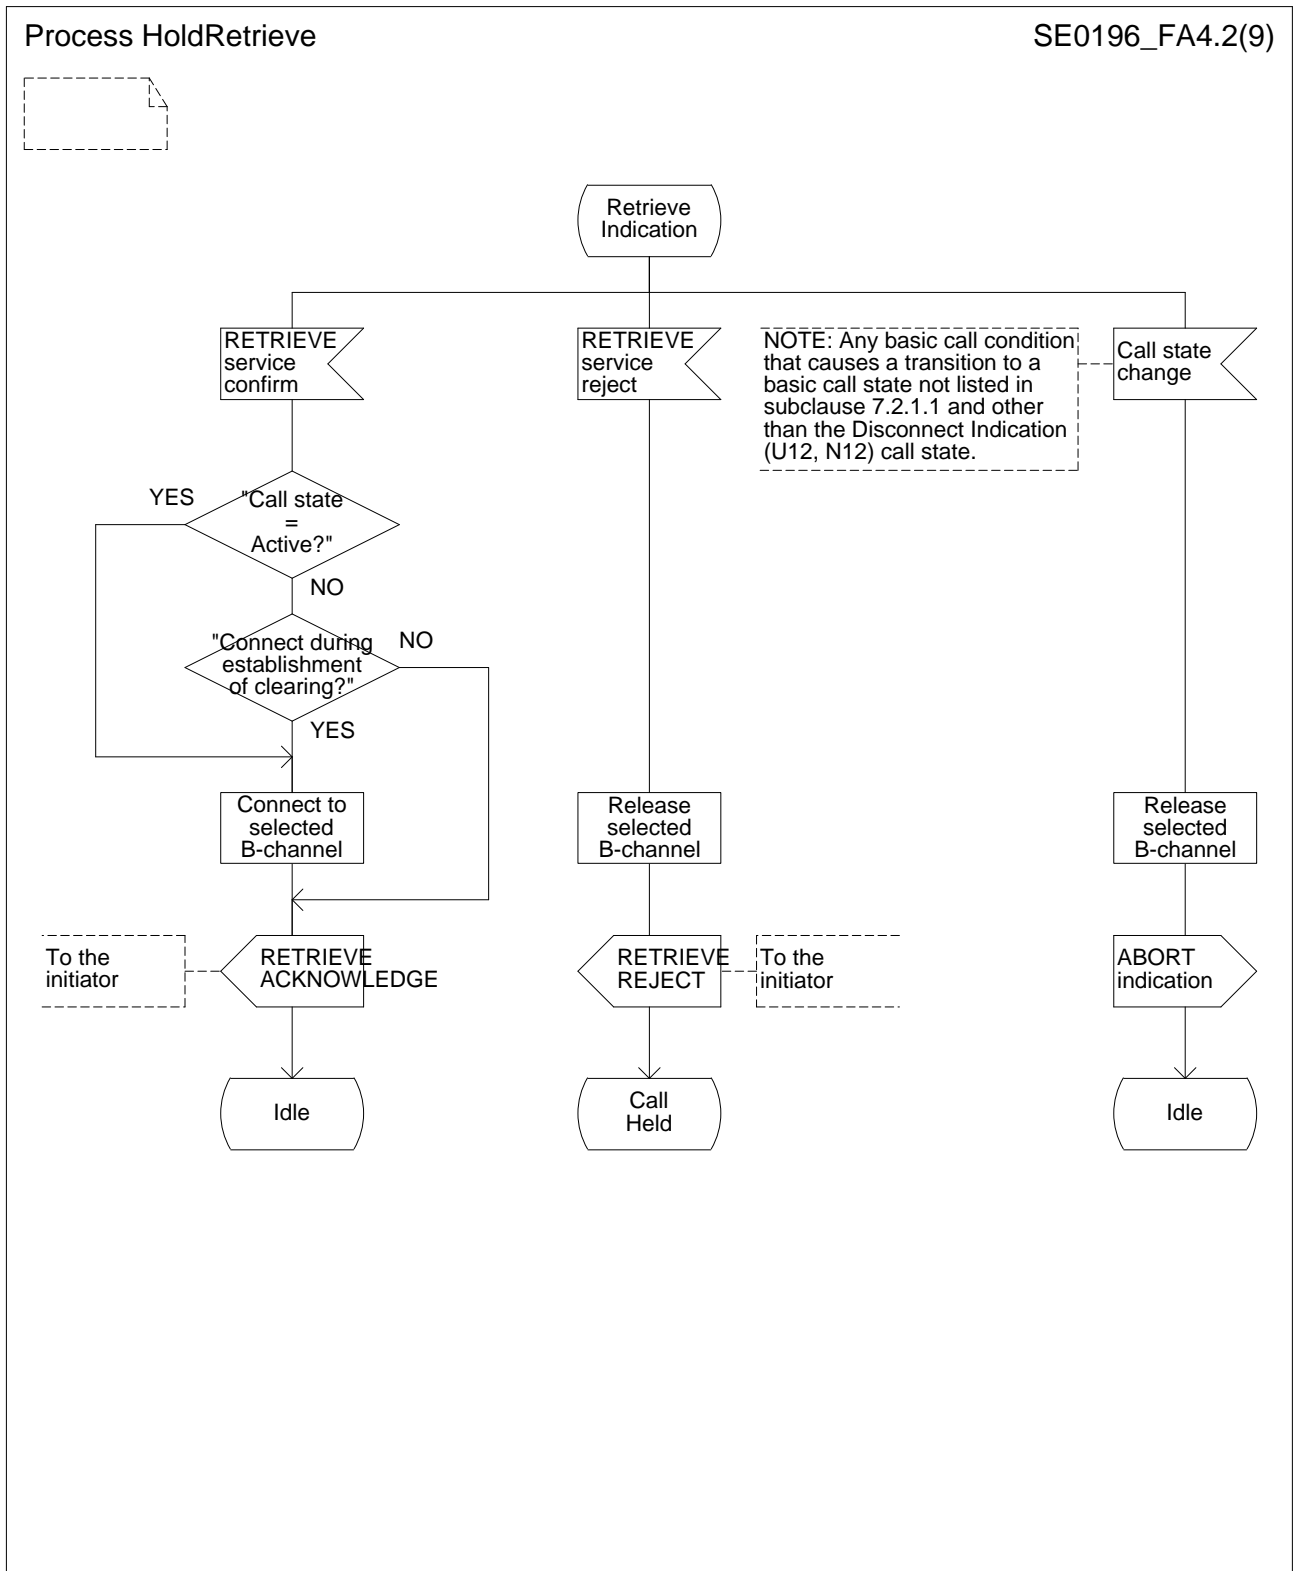 Process HoldRetrieve
SE0196_FA4.2(9)
Retrieve
Indication
RETRIEVE
service
confirm
RETRIEVE
service
reject
NOTE: Any basic call condition
that causes a transition to a
basic call state not listed in
subclause 7.2.1.1 and other
than the Disconnect Indication
(U12, N12) call state.
Call state
change
YES
"Call state
=
Active?"
NO
"Connect during
establishment
of clearing?"
NO
YES
Connect to
selected
B-channel
Release
selected
B-channel
Release
selected
B-channel
To the
initiator
RETRIEVE
ACKNOWLEDGE
RETRIEVE
REJECT
To the
initiator
ABORT
indication
Idle
Call
Held
Idle